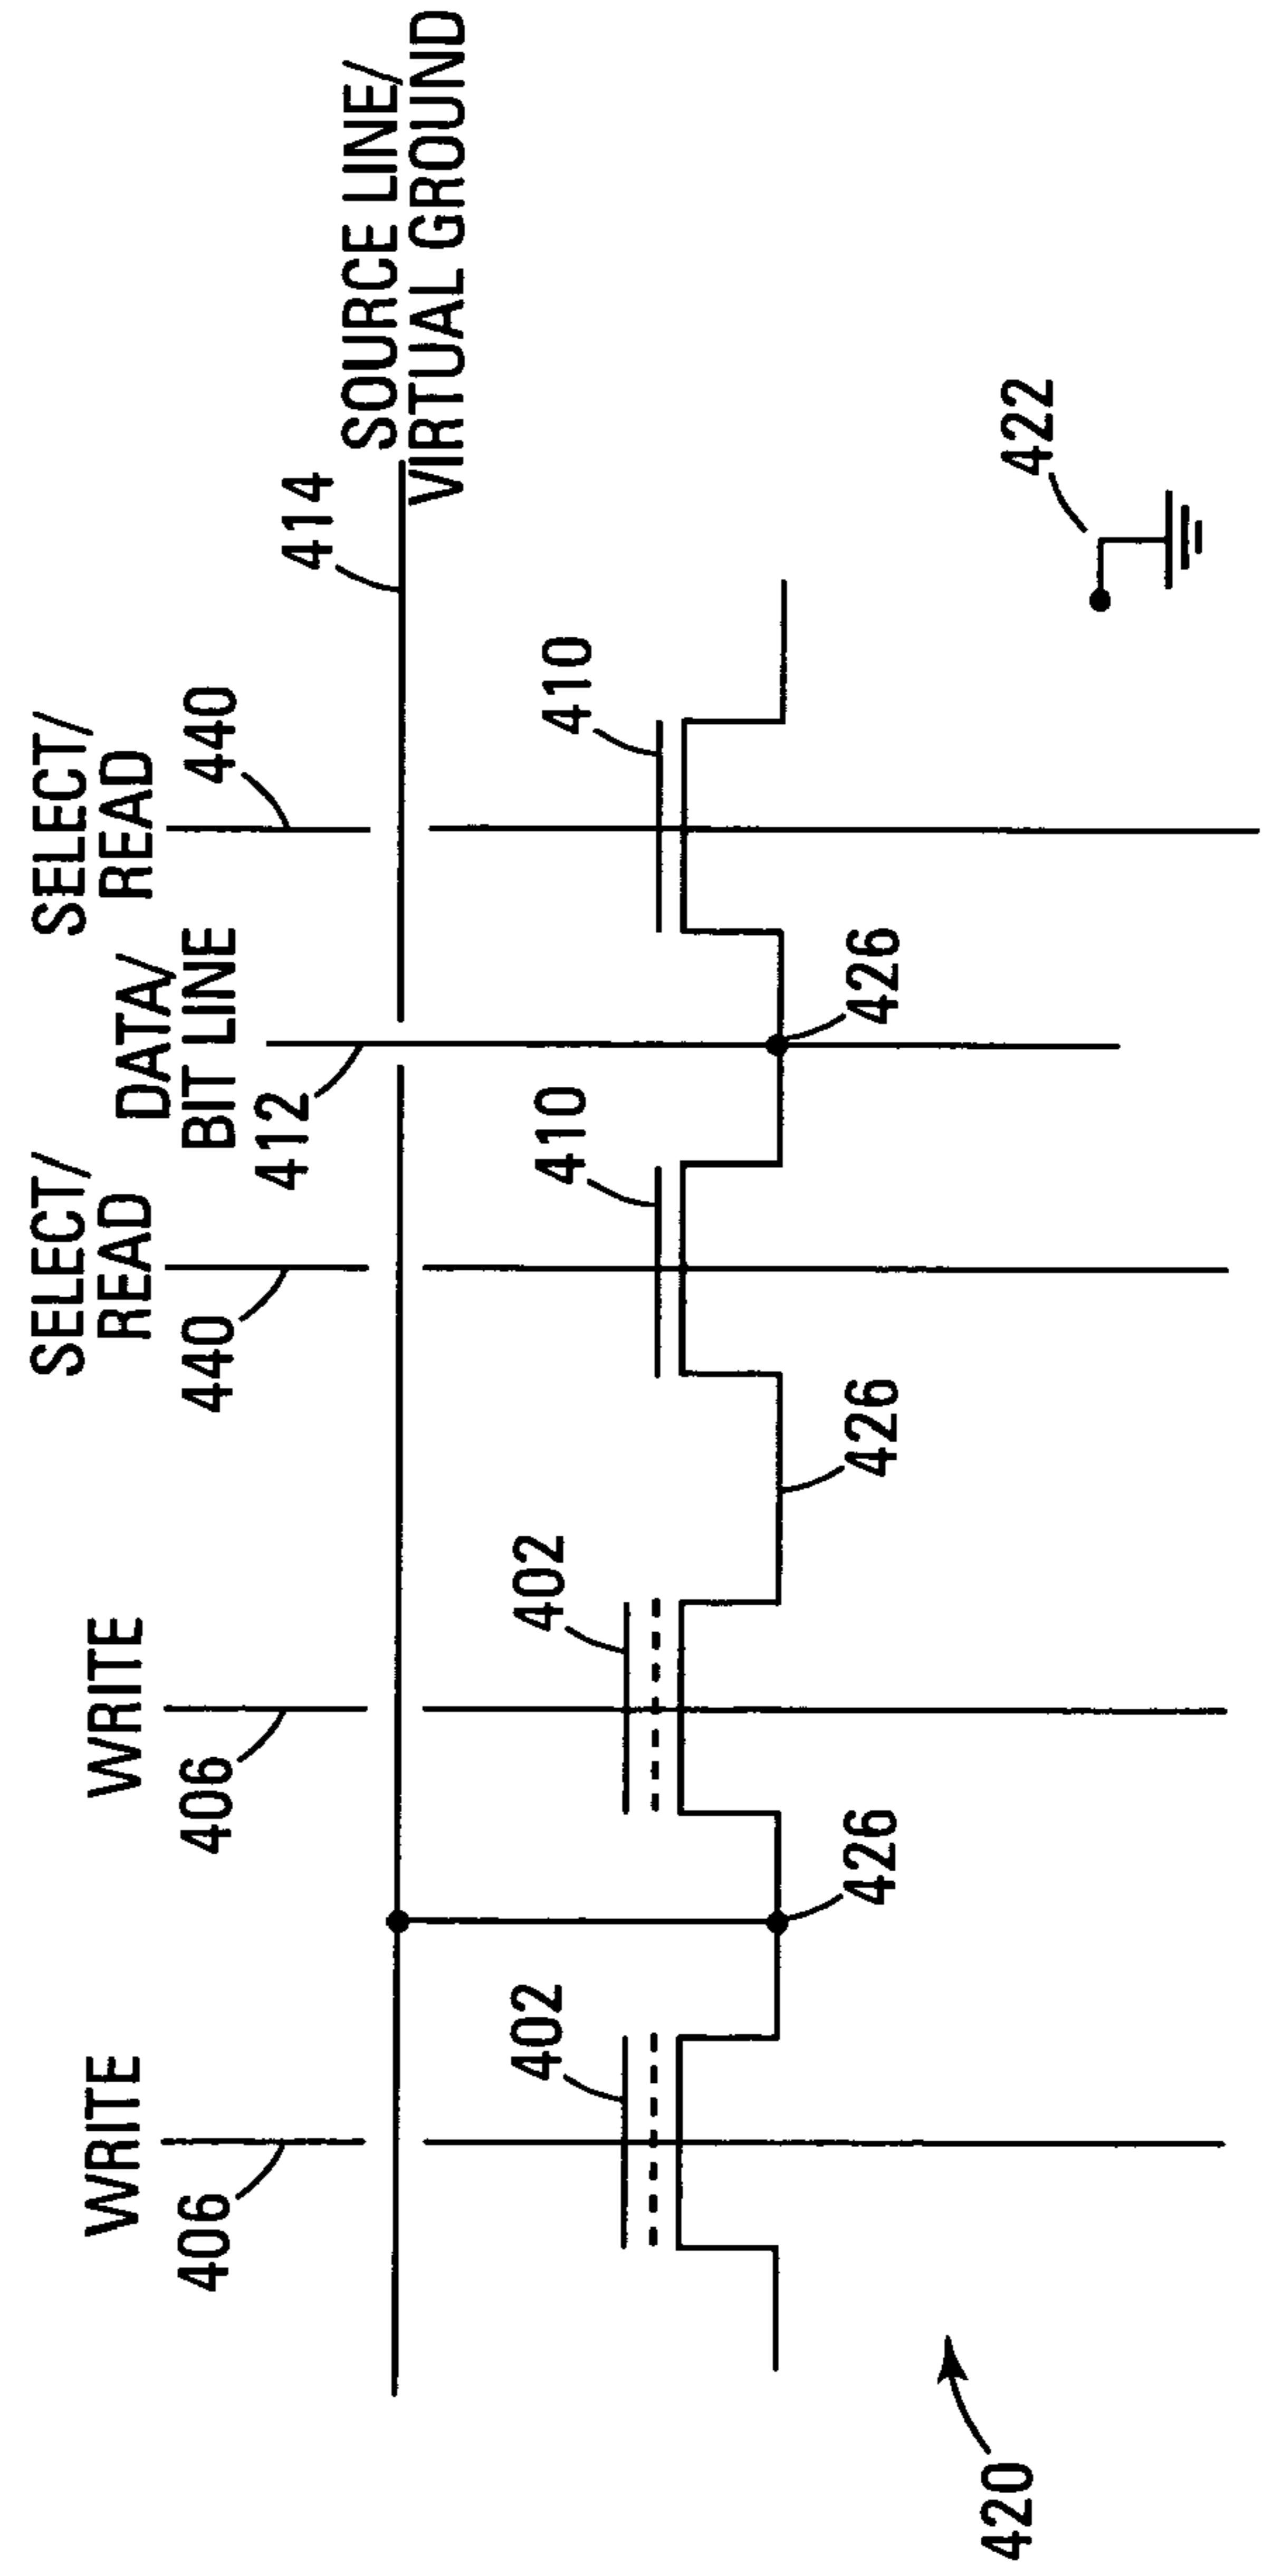 WRITE
406
WRITE
406
SELECT/
READ
440
DATA/
BIT LINE
412
SELECT/
READ
440
414
SOURCE LINE/
VIRTUAL GROUND
402
402
410
410
426
426
426
422
420